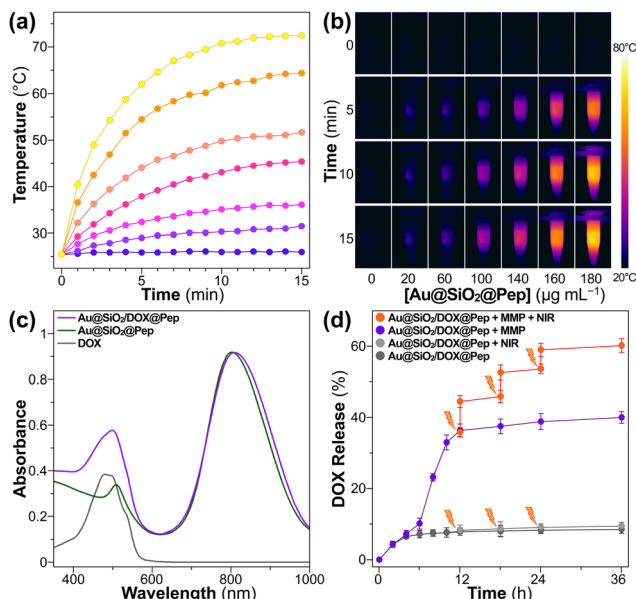 (a)
Temperature (°C)
70
60
50
40
30
0
5
10
15
Time (min)
(b)
Time (min)
0
5
10
15
80°C
20°C
0
20
60
100
140
160
180
[Au@SiO₂@Pep] (µg mL⁻¹)
(c)
Au@SiO₂/DOX@Pep
Au@SiO₂@Pep
DOX
Absorbance
1
0.8
0.6
0.4
0.2
0
400
600
800
1000
Wavelength (nm)
(d)
Au@SiO₂/DOX@Pep + MMP + NIR
Au@SiO₂/DOX@Pep + MMP
Au@SiO₂/DOX@Pep + NIR
Au@SiO₂/DOX@Pep
DOX Release (%)
60
40
20
0
0
6
12
18
24
30
36
Time (h)